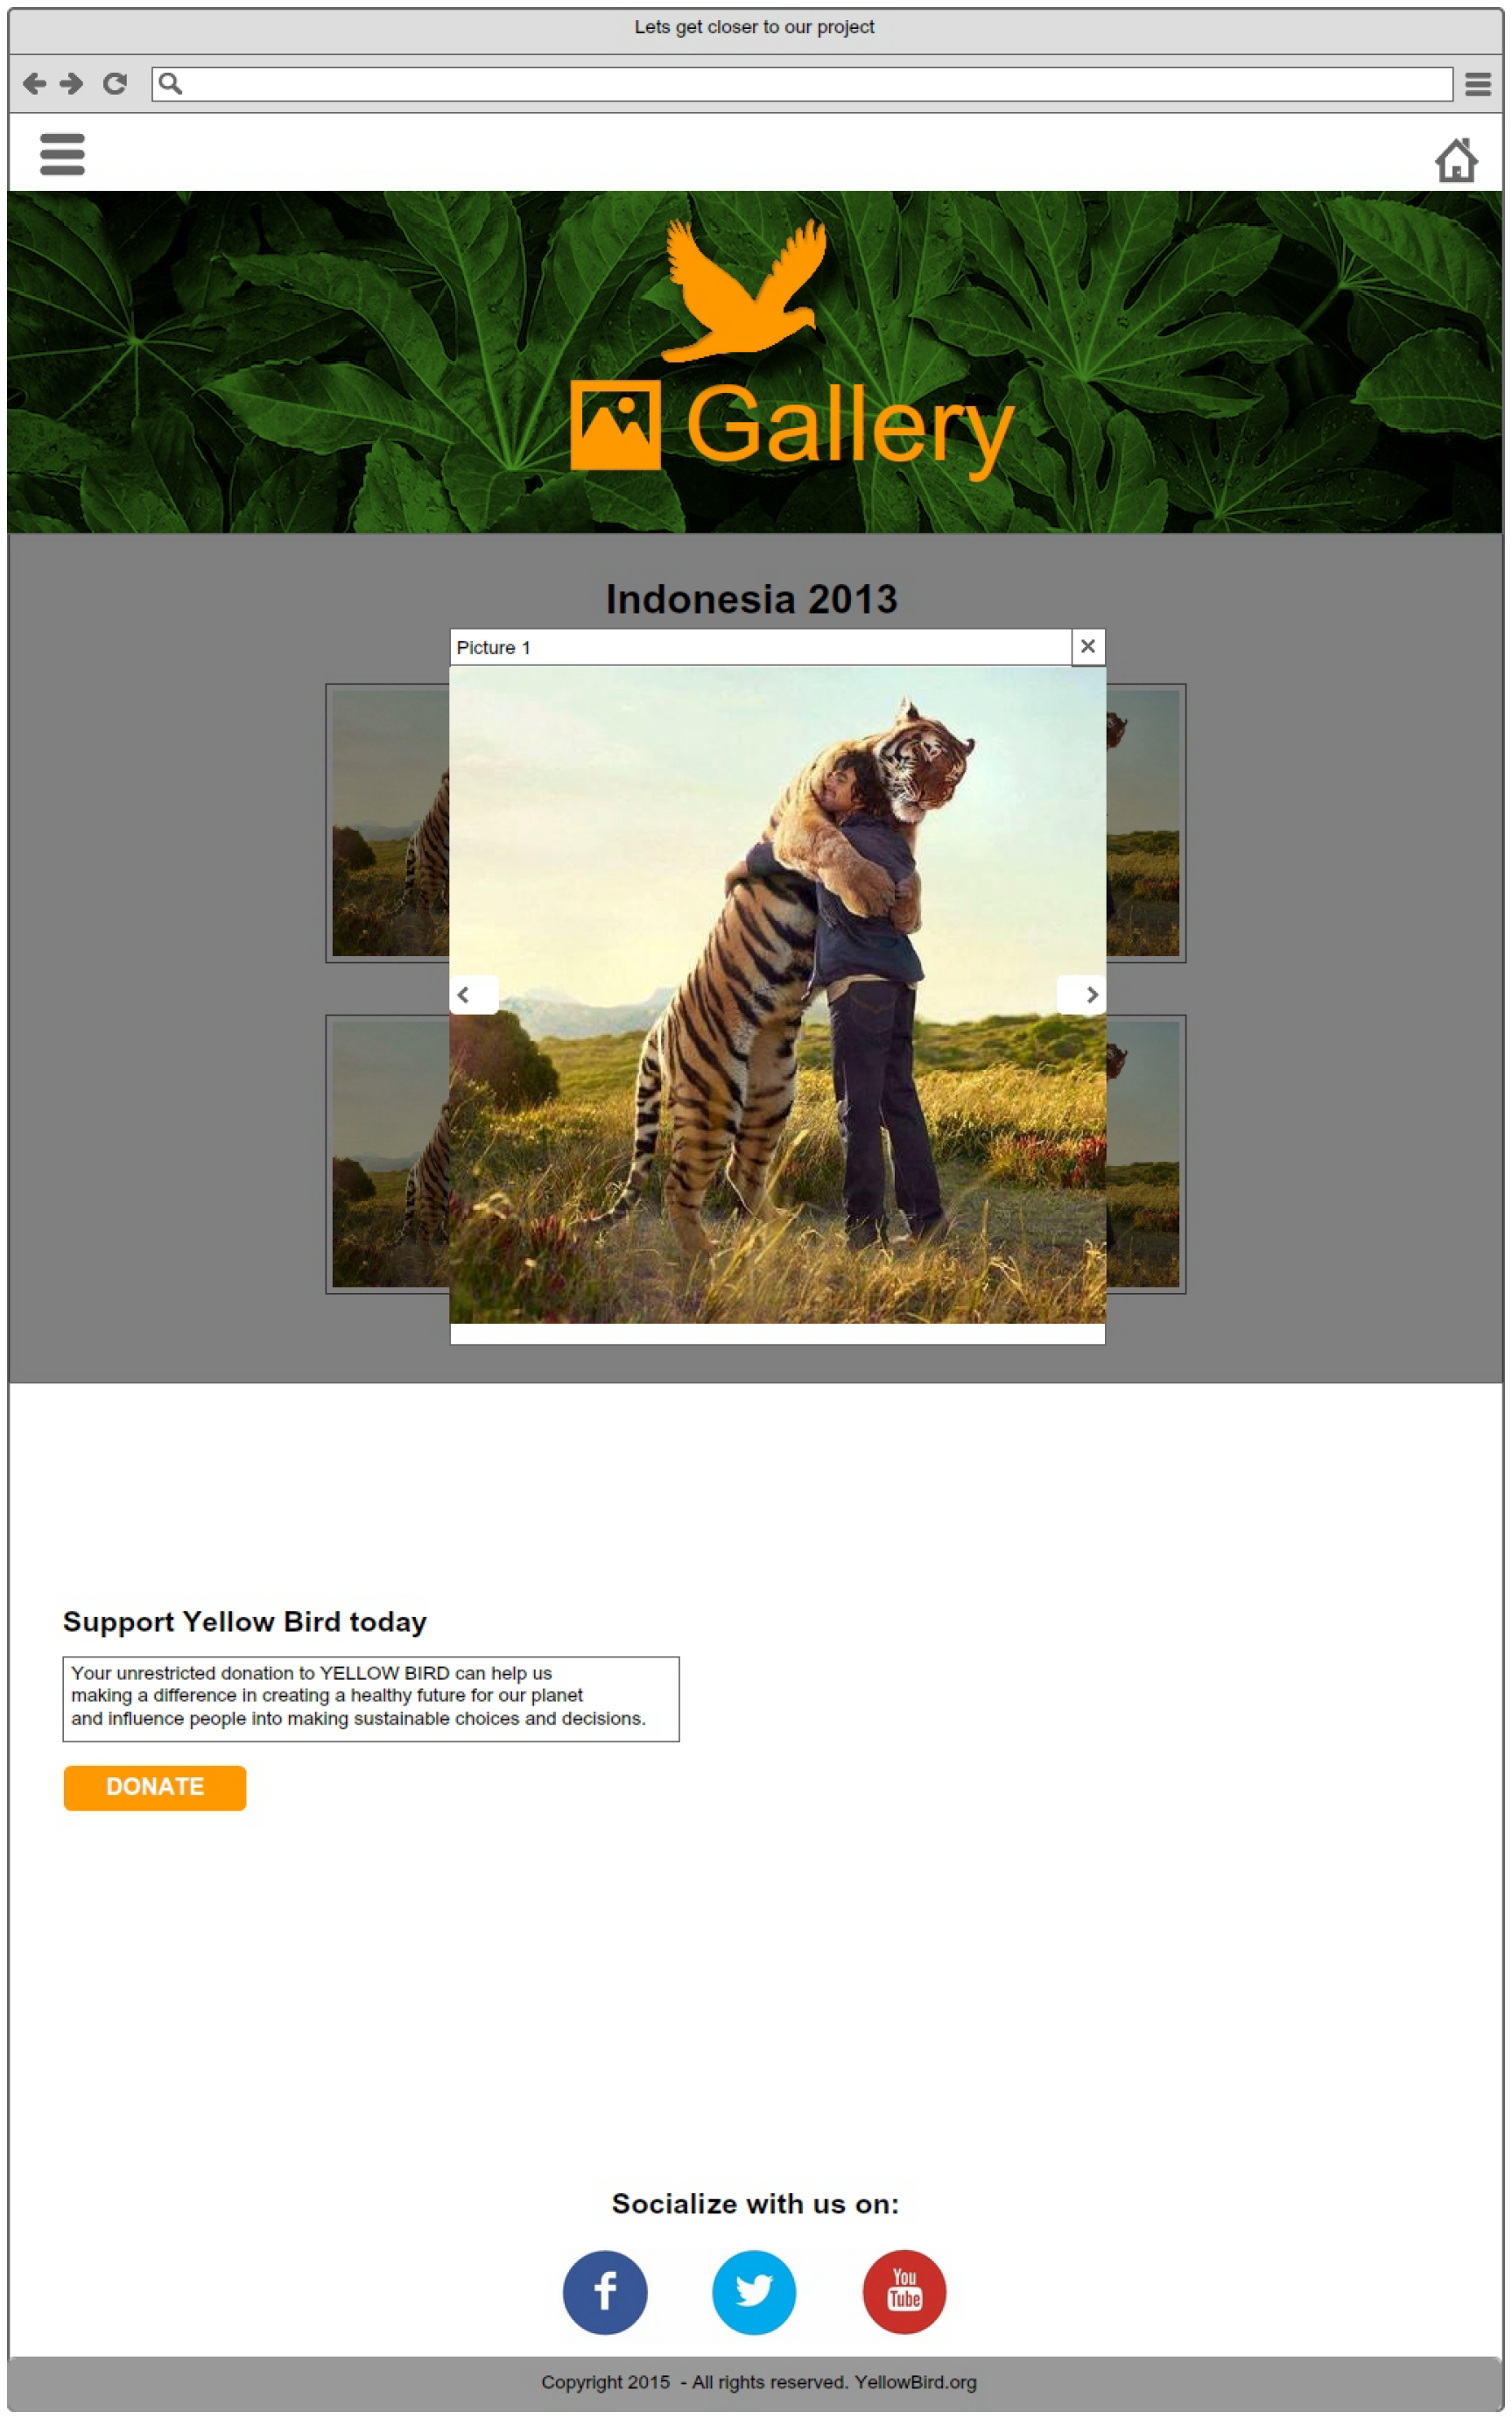 Lets get closer to our project
Gallery
Indonesia 2013
Picture 1
Support Yellow Bird today
Your unrestricted donation to YELLOW BIRD can help us
making a difference in creating a healthy future for our planet
and influence people into making sustainable choices and decisions.
DONATE
Socialize with us on:
You
Tube
Copyright 2015 - All rights reserved. YellowBird.org